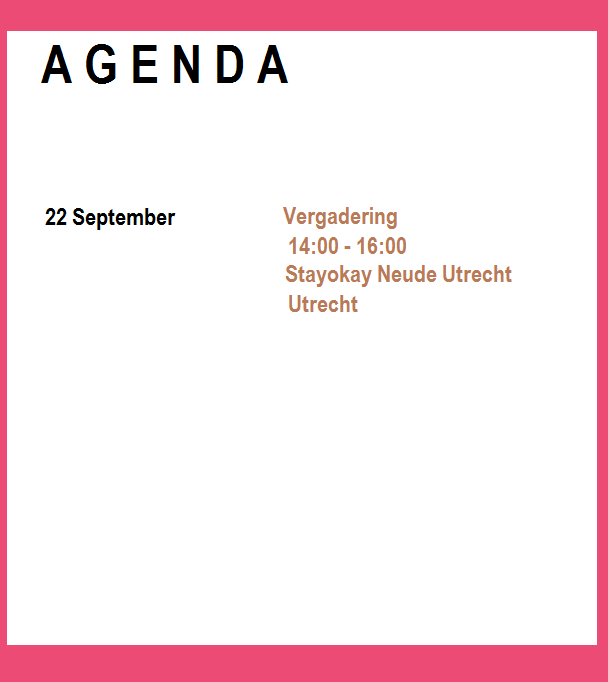 A G E N D A
22 September Vergadering
14:00 - 16:00
Stayokay Neude Utrecht
Utrecht